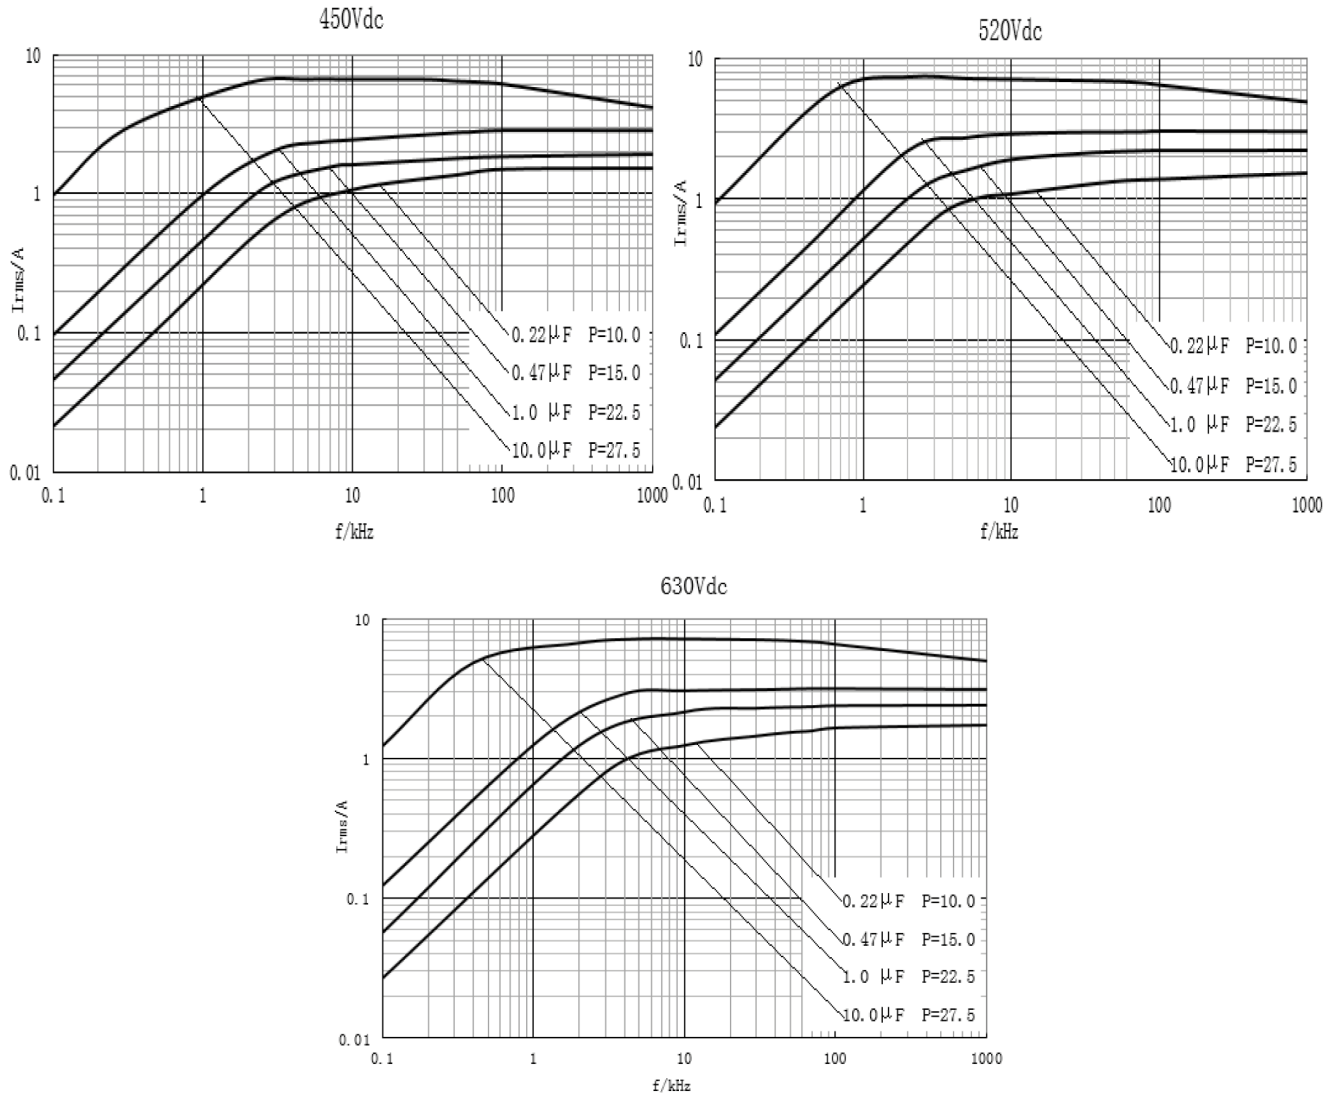 450Vdc
10
1
0.1
0.01
Irms/A
0.22μF P=10.0
0.47μF P=15.0
1.0 μF P=22.5
10.0μF P=27.5
0.1 1 10 100 1000
f/kHz
520Vdc
10
1
0.1
0.01
Irms/A
0.22μF P=10.0
0.47μF P=15.0
1.0 μF P=22.5
10.0μF P=27.5
0.1 1 10 100 1000
f/kHz
630Vdc
10
1
0.1
0.01
Irms/A
0.22μF P=10.0
0.47μF P=15.0
1.0 μF P=22.5
10.0μF P=27.5
0.1 1 10 100 1000
f/kHz